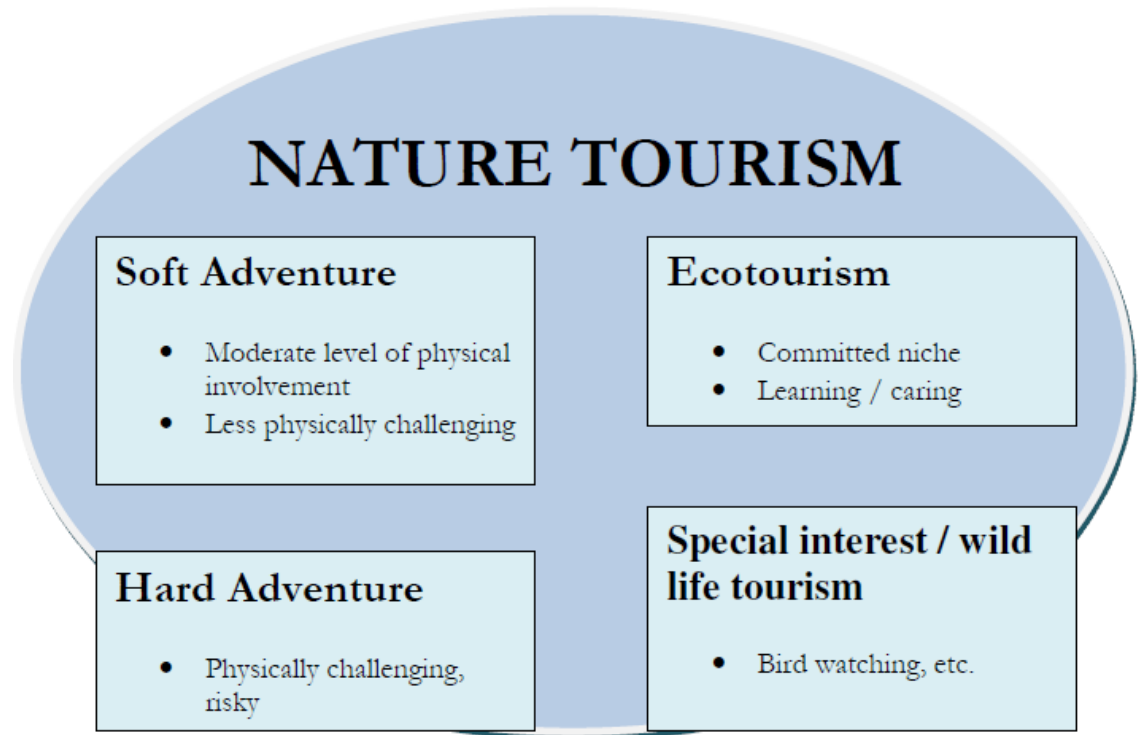 NATURE TOURISM
Soft Adventure
• Moderate level of physical
involvement
• Less physically challenging
Ecotourism
• Committed niche
• Learning / caring
Hard Adventure
• Physically challenging,
risky
Special interest / wild
life tourism
• Bird watching, etc.